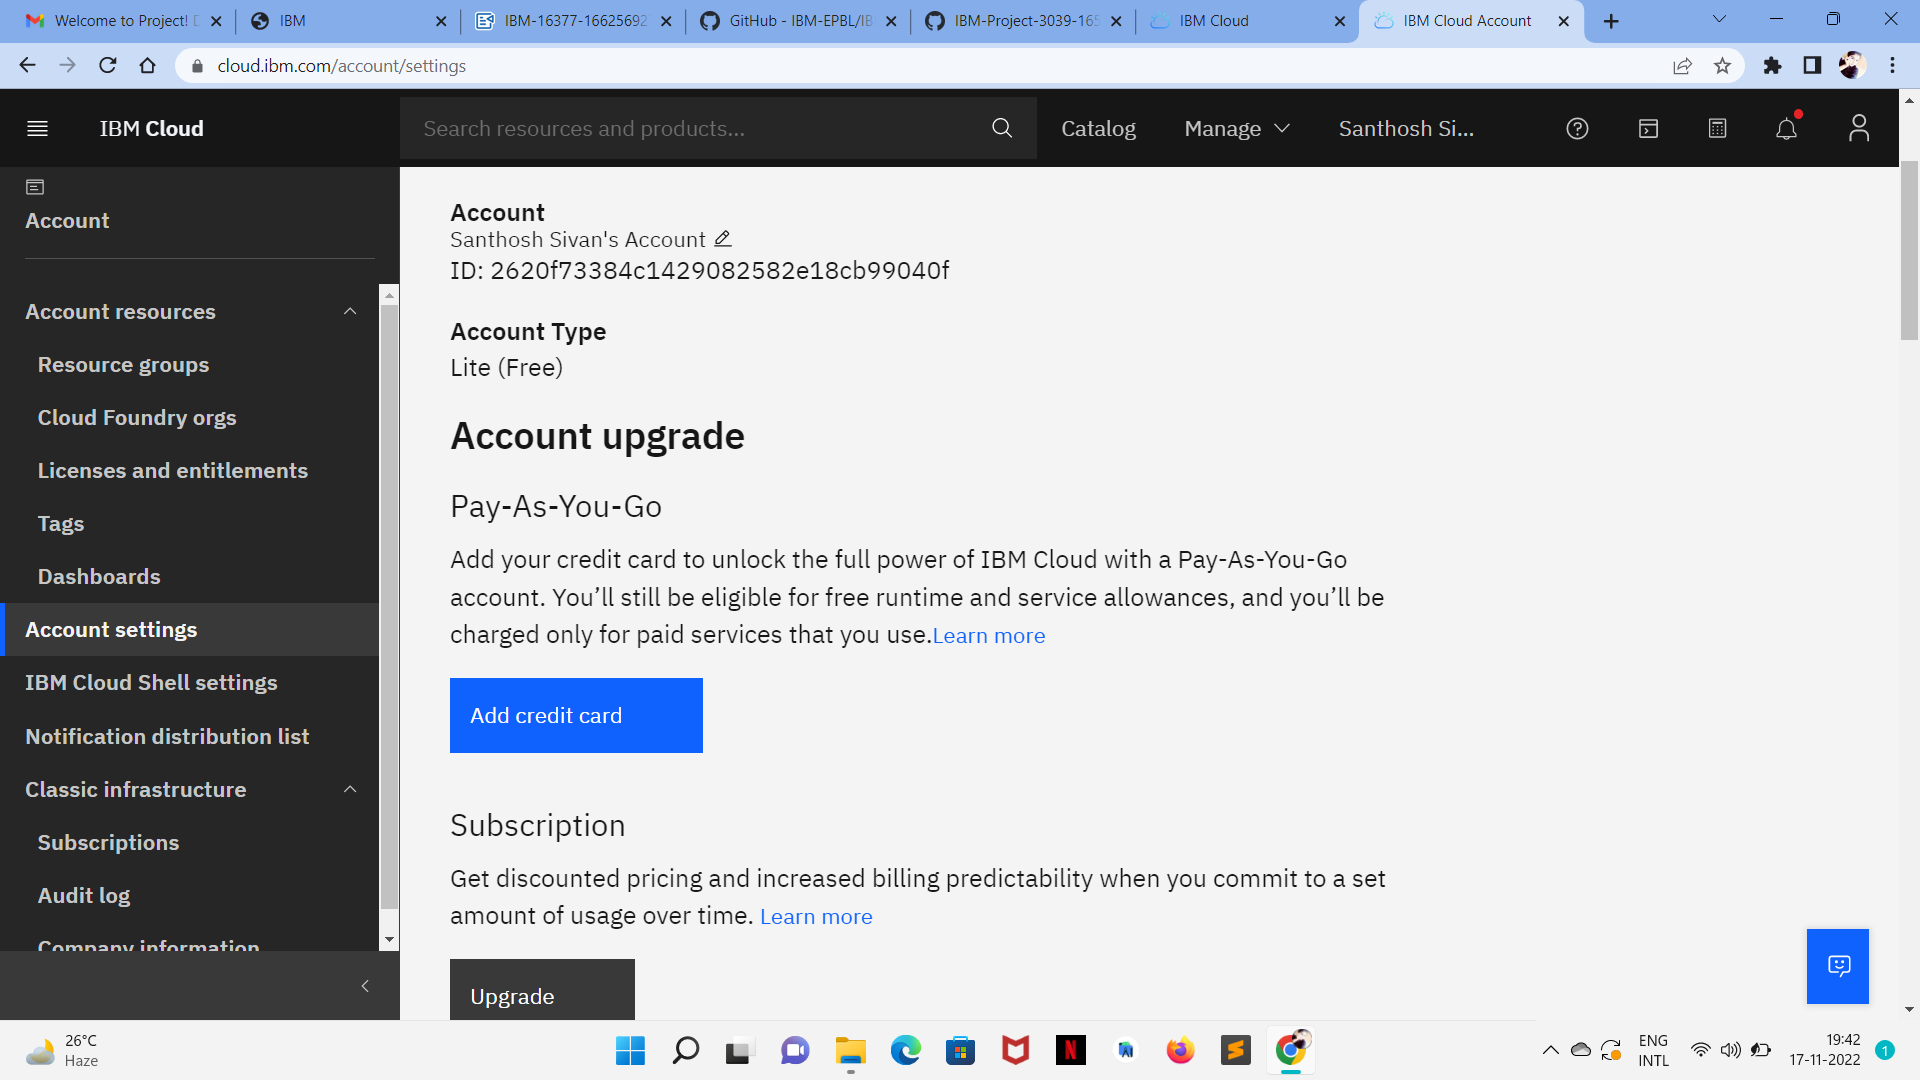 Welcome to Project!
IBM
IBM-16377-16625692
GitHub - IBM-EPBL/IB
IBM-Project-3039-165
IBM Cloud
IBM Cloud Account
cloud.ibm.com/account/settings
IBM Cloud
Search resources and products...
Catalog
Manage
Santhosh Si...
Account
Account resources
Resource groups
Cloud Foundry orgs
Licenses and entitlements
Tags
Dashboards
Account settings
IBM Cloud Shell settings
Notification distribution list
Classic infrastructure
Subscriptions
Audit log
Company information
Account
Santhosh Sivan's Account
ID: 2620f73384c1429082582e18cb99040f
Account Type
Lite (Free)
Account upgrade
Pay-As-You-Go
Add your credit card to unlock the full power of IBM Cloud with a Pay-As-You-Go
account. You’ll still be eligible for free runtime and service allowances, and you’ll be
charged only for paid services that you use.Learn more
Add credit card
Subscription
Get discounted pricing and increased billing predictability when you commit to a set
amount of usage over time. Learn more
Upgrade
26°C
Haze
ENG
INTL
19:42
17-11-2022
1